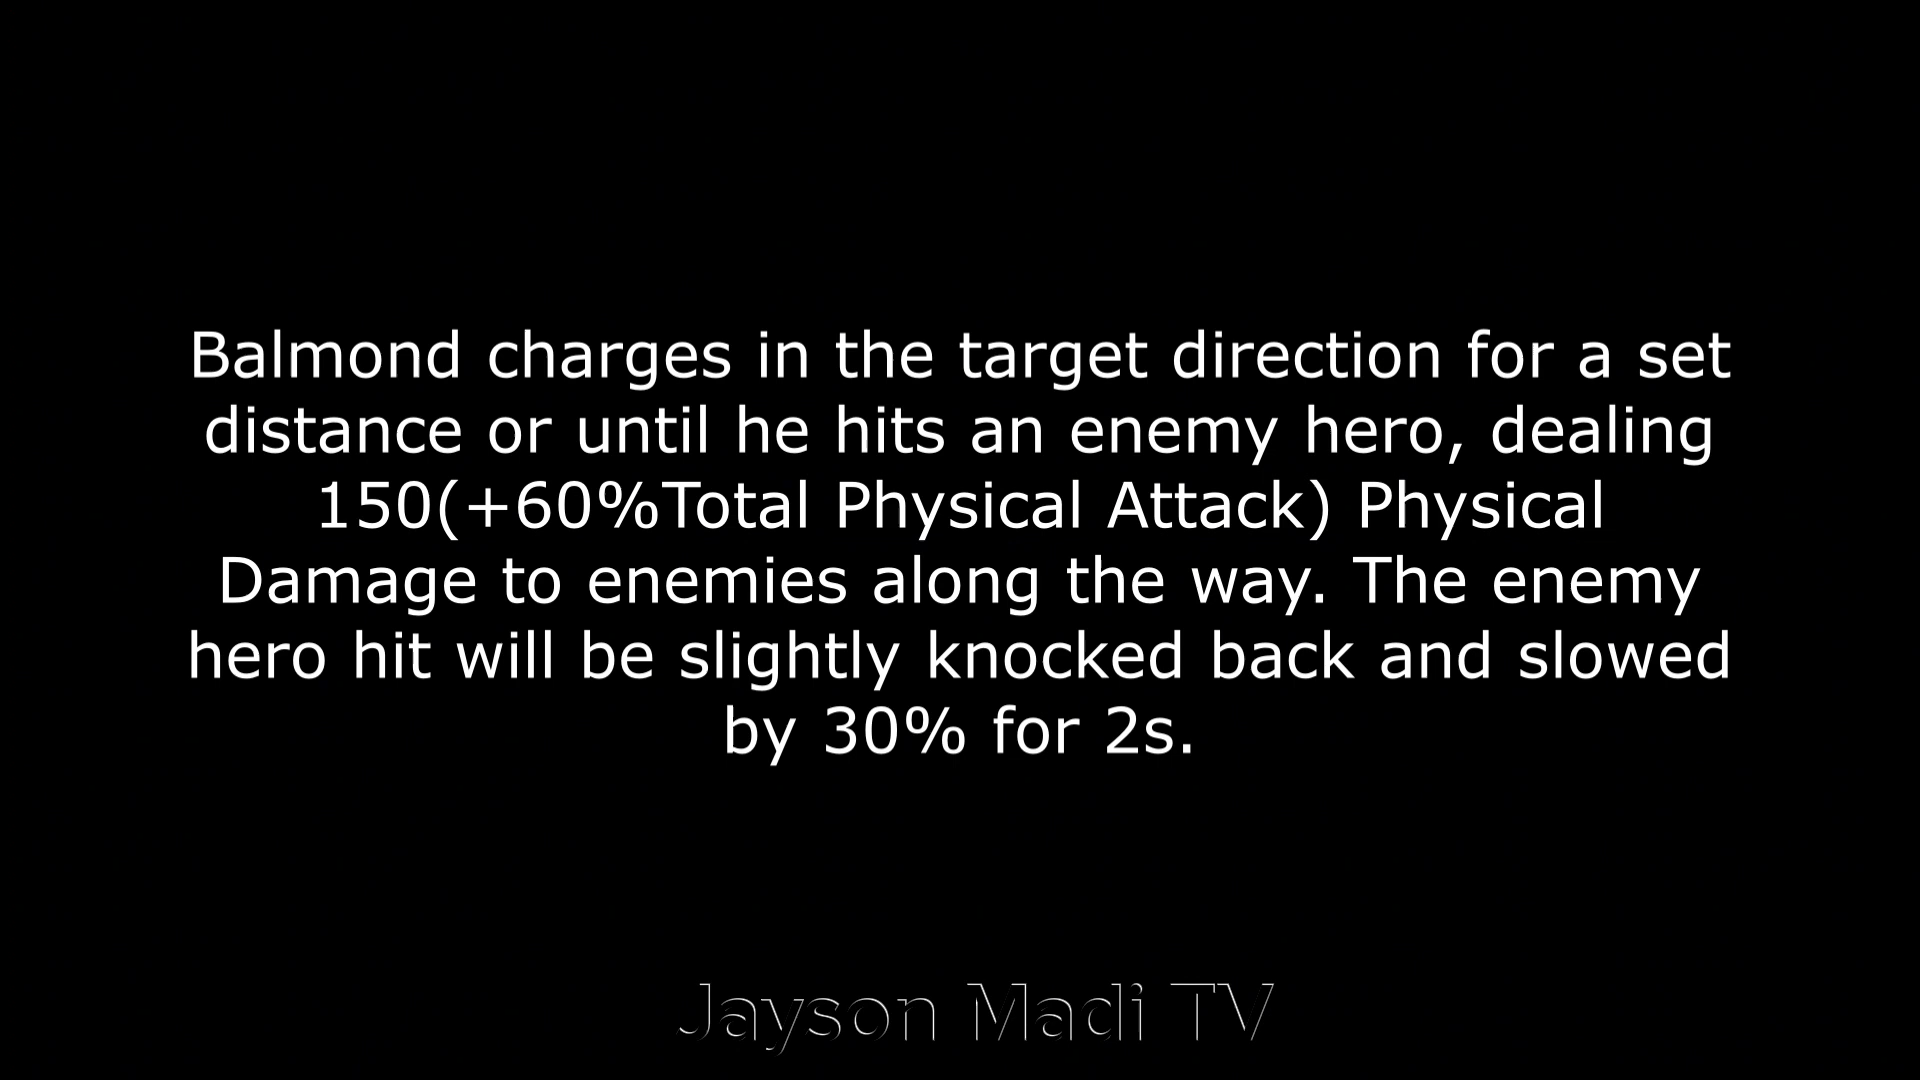 Balmond charges in the target direction for a set
distance or until he hits an enemy hero, dealing
150(+60%Total Physical Attack) Physical
Damage to enemies along the way. The enemy
hero hit will be slightly knocked back and slowed
by 30% for 2s.
Jayson Madi TV